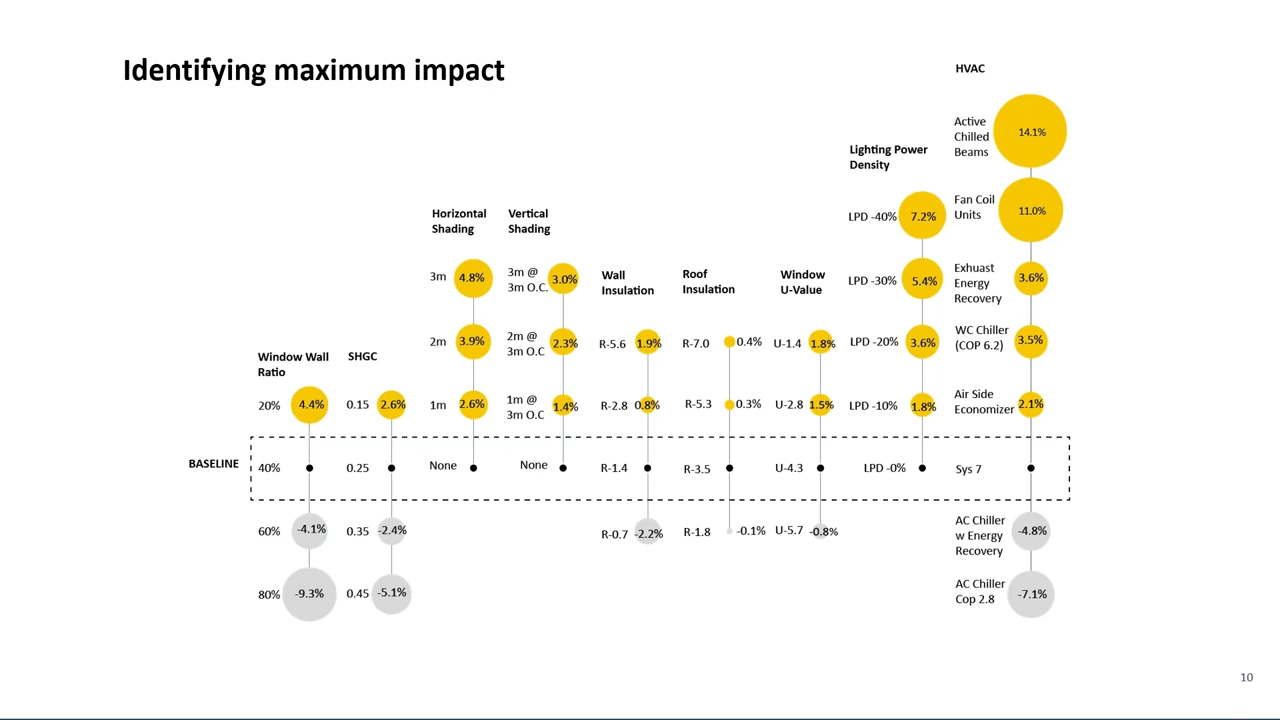 Identifying maximum impact
HVAC
Active
Chilled
Beams
14.1%
Lighting Power
Density
Fan Coil
Units
11.0%
LPD -40%
7.2%
Horizontal
Shading
Vertical
Shading
3m
4.8%
3m @
3m O.C.
3.0%
Wall
Insulation
Roof
Insulation
Window
U-Value
LPD -30%
5.4%
Exhuast
Energy
Recovery
3.6%
2m
3.9%
2m @
3m O.C
2.3%
R-5.6
1.9%
R-7.0
0.4%
U-1.4
1.8%
LPD -20%
3.6%
WC Chiller
(COP 6.2)
3.5%
Window Wall
Ratio
SHGC
20%
4.4%
0.15
2.6%
1m
2.6%
1m @
3m O.C
1.4%
R-2.8
0.8%
R-5.3
0.3%
U-2.8
1.5%
LPD -10%
1.8%
Air Side
Economizer
2.1%
BASELINE
40%
0.25
None
None
R-1.4
R-3.5
U-4.3
LPD -0%
Sys 7
60%
-4.1%
0.35
-2.4%
R-0.7
-2.2%
R-1.8
-0.1%
U-5.7
-0.8%
AC Chiller
w Energy
Recovery
-4.8%
80%
-9.3%
0.45
-5.1%
AC Chiller
Cop 2.8
-7.1%
10